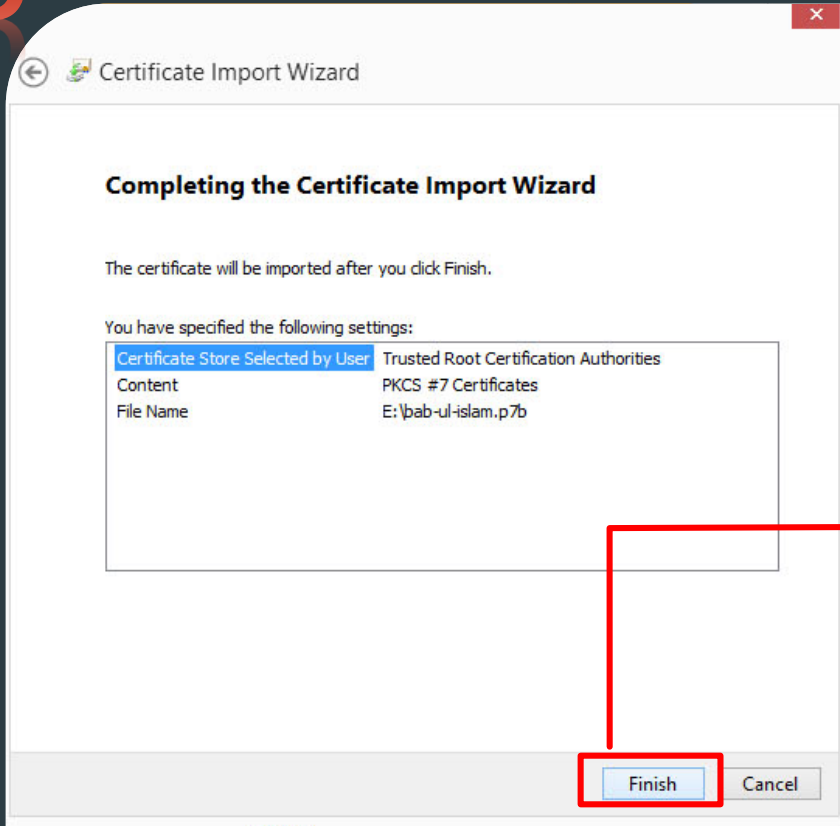 Certificate Import Wizard
Completing the Certificate Import Wizard
The certificate will be imported after you click Finish.
You have specified the following settings:
Certificate Store Selected by User Trusted Root Certification Authorities
Content PKCS #7 Certificates
File Name E:\bab-ul-islam.p7b
Finish Cancel